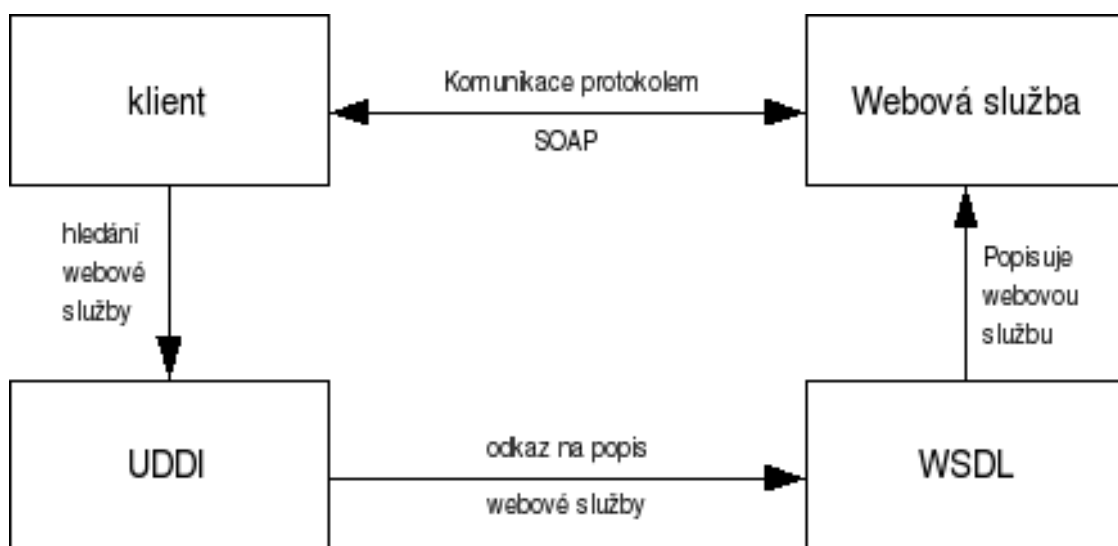 klient
Komunikace protokolem
SOAP
Webová služba
hledání
webové
služby
Popisuje
webovou
službu
UDDI
odkaz na popis
webové služby
WSDL